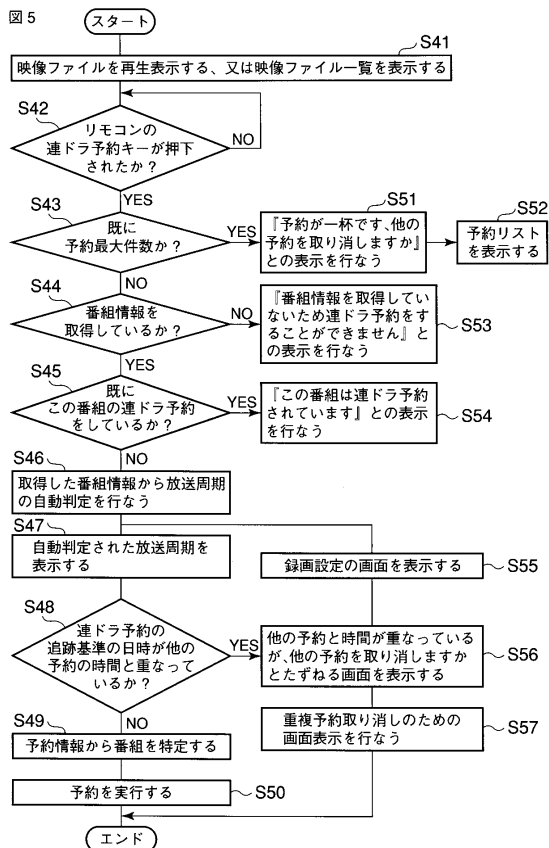 図5
スタート
S41
映像ファイルを再生表示する、又は映像ファイル一覧を表示する
S42
リモコンの
連ドラ予約キーが押下
されたか？
NO
YES
S43
既に
予約最大件数か？
YES
S51
『予約が一杯です、他の
予約を取り消しますか』
との表示を行なう
S52
予約リスト
を表示する
NO
S44
番組情報を
取得しているか？
NO
『番組情報を取得してい
ないため連ドラ予約をす
ることができません』と
の表示を行なう
S53
YES
S45
既に
この番組の連ドラ予約
をしているか？
YES
『この番組は連ドラ予約
されています』との表示
を行なう
S54
NO
S46
取得した番組情報から放送周期
の自動判定を行なう
S47
自動判定された放送周期を
表示する
録画設定の画面を表示する
S55
S48
連ドラ予約の
追跡基準の日時が他の
予約の時間と重なって
いるか？
YES
他の予約と時間が重なっている
が、他の予約を取り消しますか
とたずねる画面を表示する
S56
NO
S49
予約情報から番組を特定する
重複予約取り消しのための
画面表示を行なう
S57
予約を実行する
S50
エンド